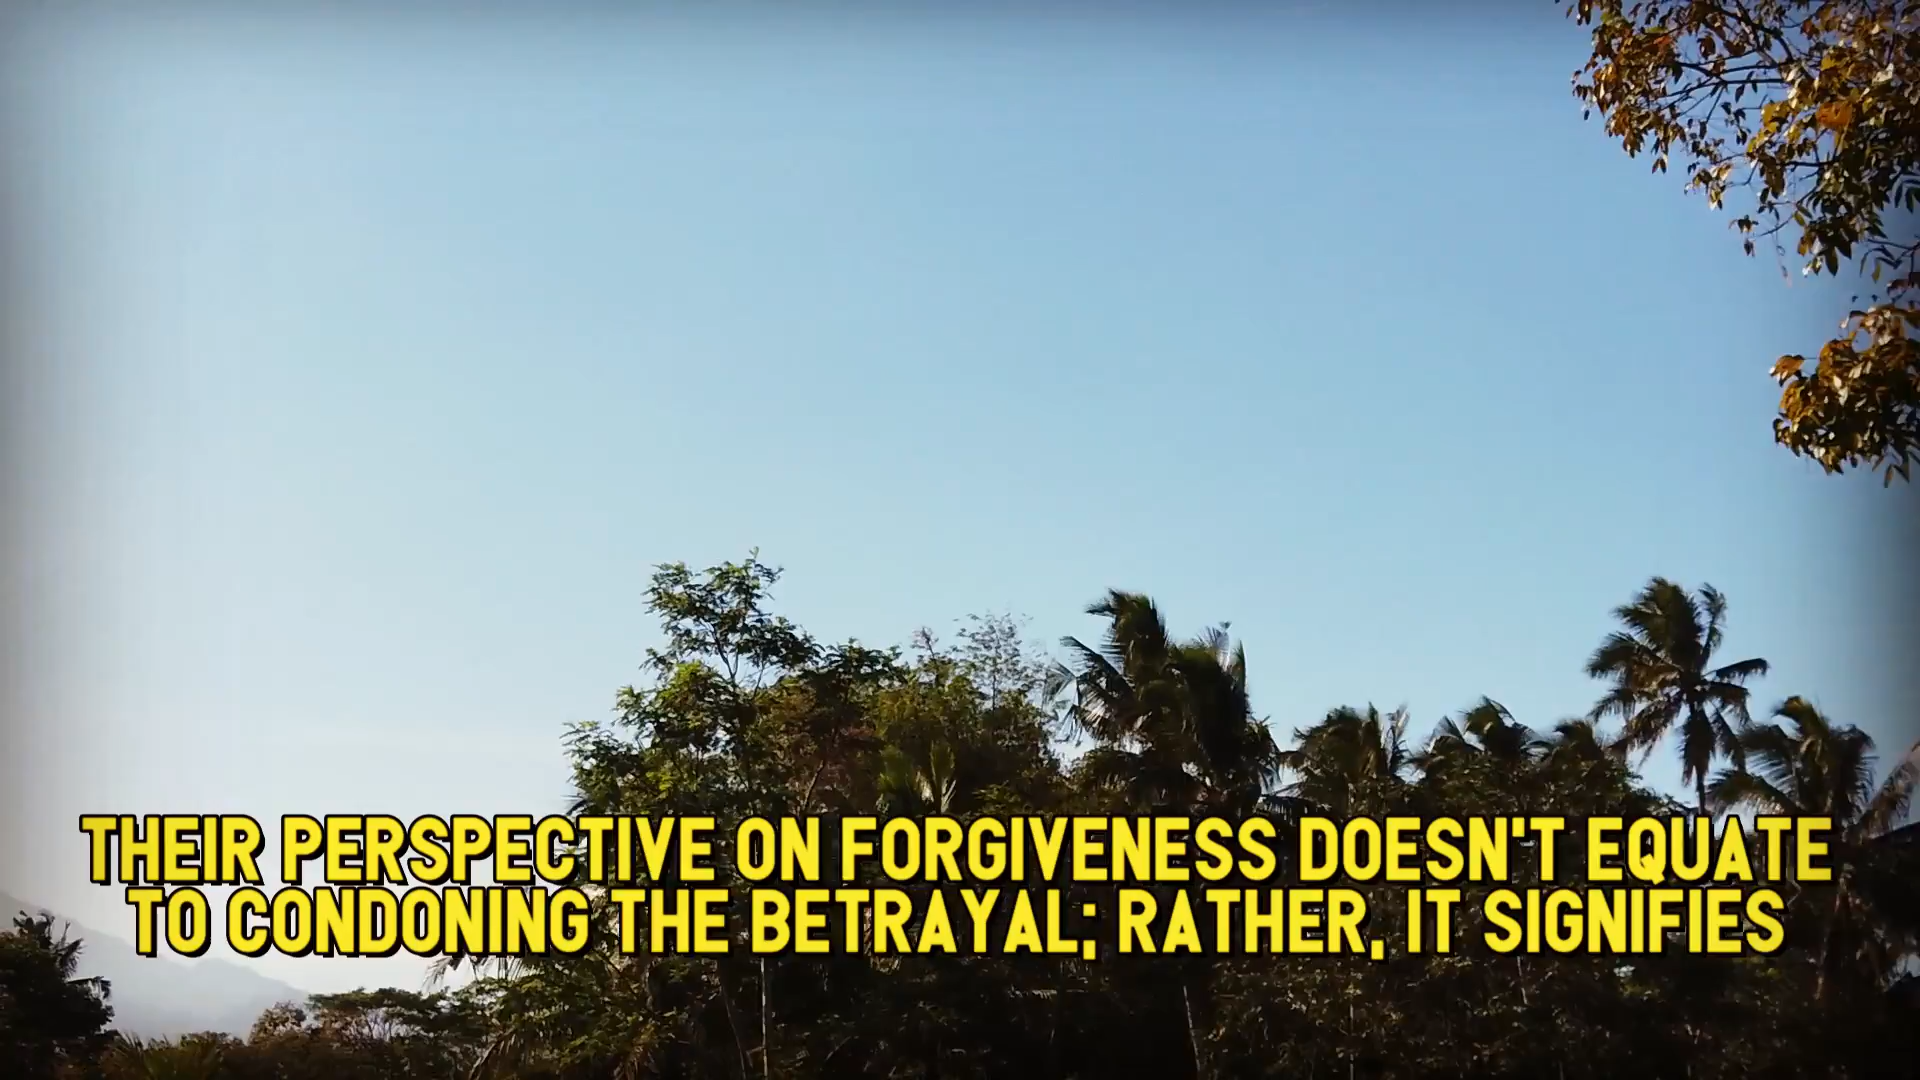 THEIR PERSPECTIVE ON FORGIVENESS DOESN'T EQUATE
TO CONDONING THE BETRAYAL; RATHER, IT SIGNIFIES